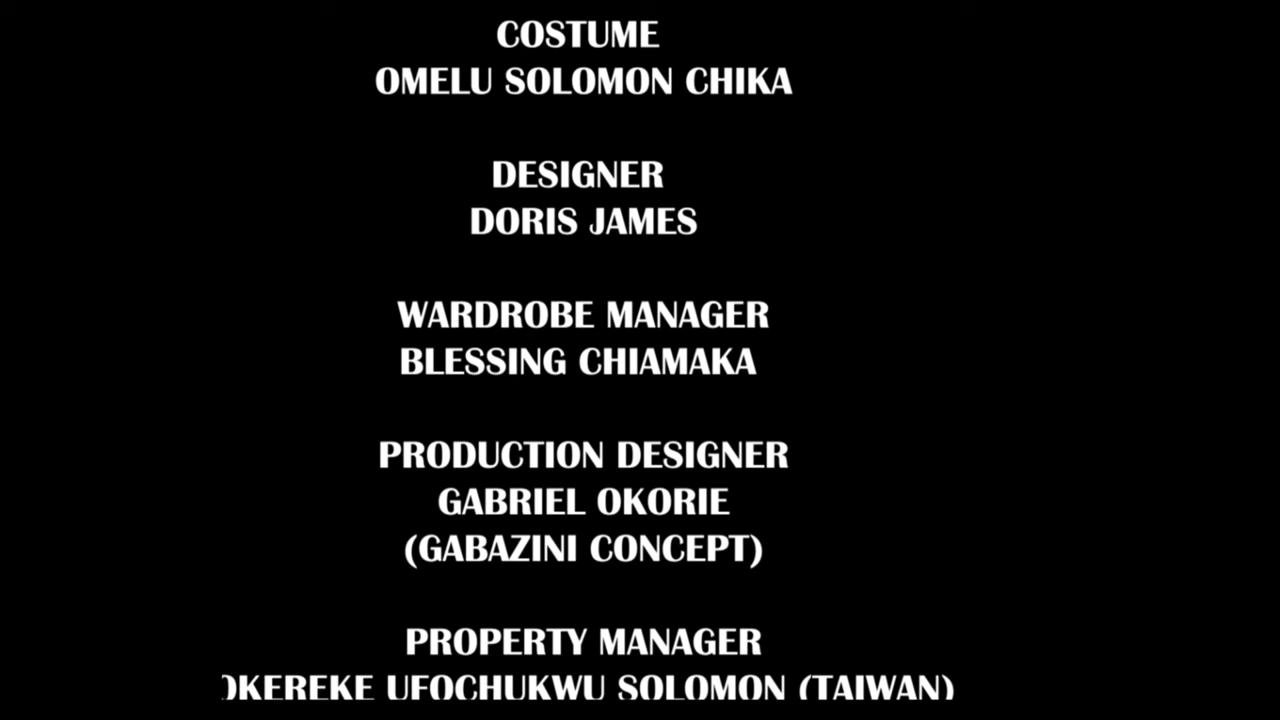 COSTUME
OMELU SOLOMON CHIKA
DESIGNER
DORIS JAMES
WARDROBE MANAGER
BLESSING CHIAMAKA
PRODUCTION DESIGNER
GABRIEL OKORIE
(GABAZINI CONCEPT)
PROPERTY MANAGER
OKEREKE UFOCHUKWU SOLOMON (TAIWAN)